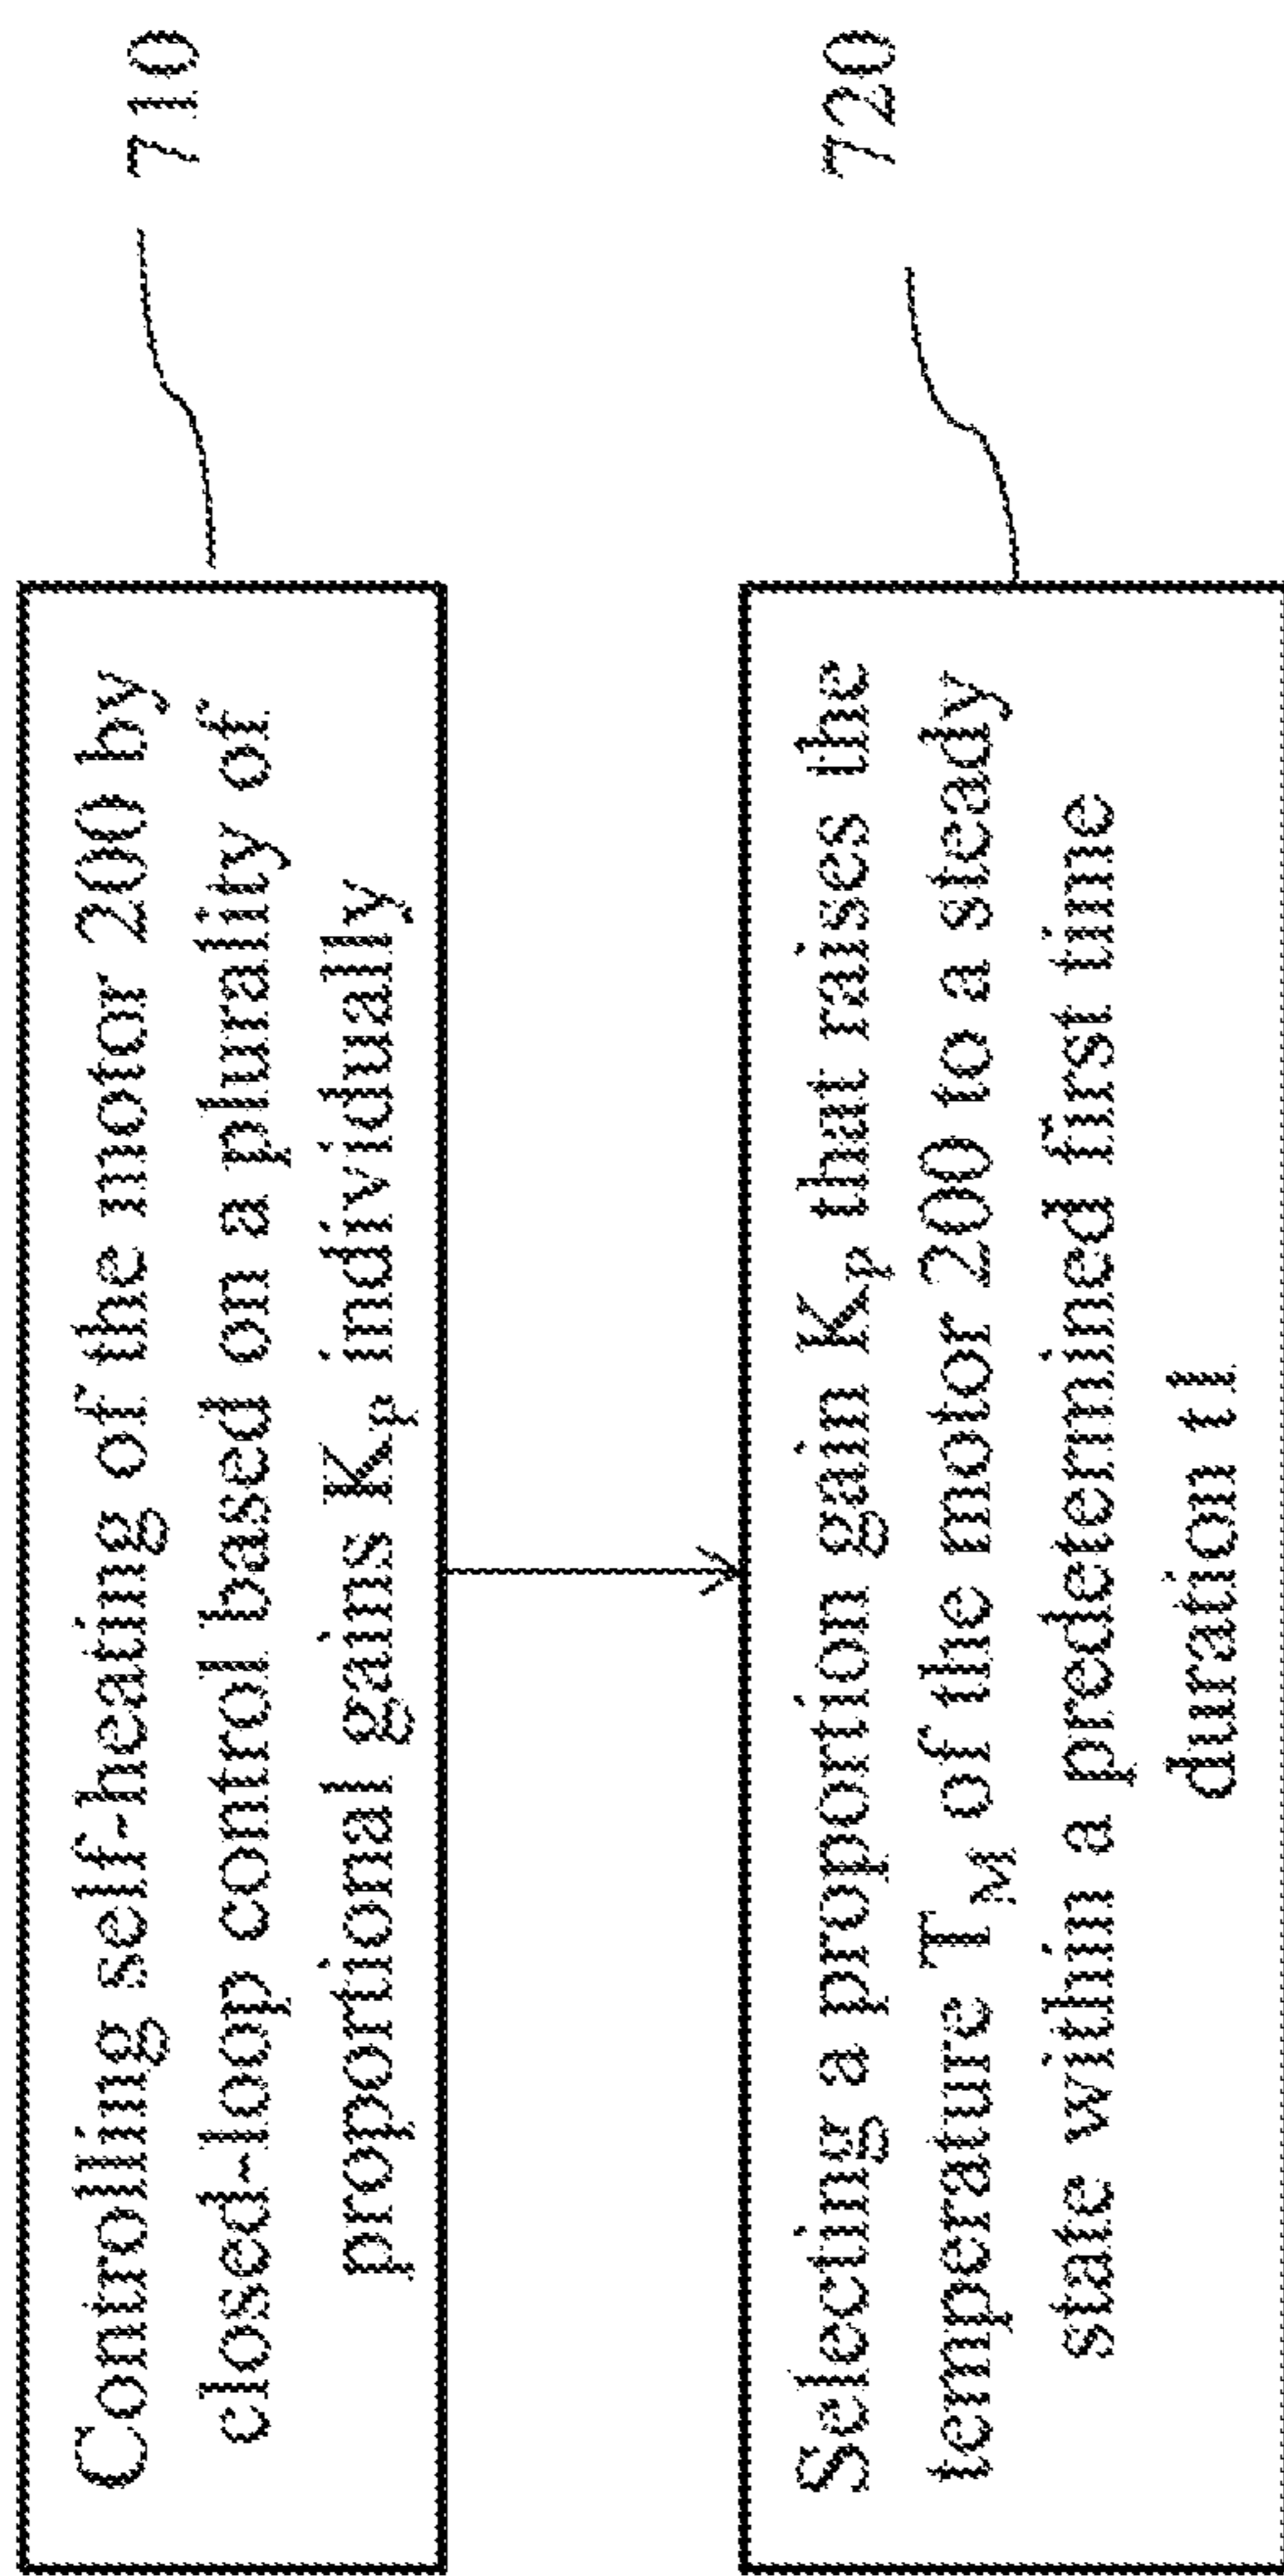 Controlling self-heating of the motor 200 by
closed-loop control based on a plurality of
proportional gains Kₚ individually
710
Selecting a proportion gain Kₚ that raises the
temperature T_M of the motor 200 to a steady
state within a predetermined first time
duration t1
720